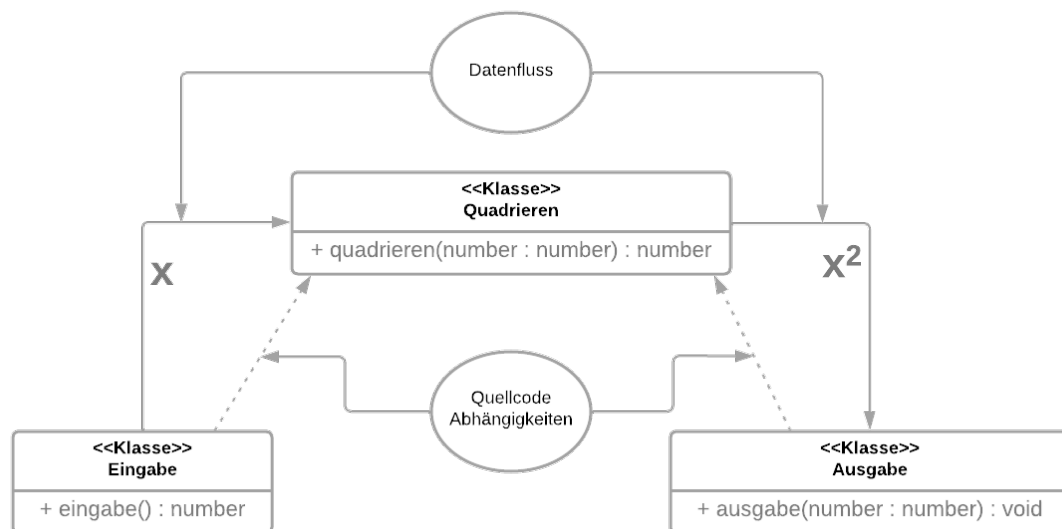 Datenfluss
<<Klasse>>
Quadrieren
+ quadrieren(number : number) : number
X
X²
Quellcode
Abhängigkeiten
<<Klasse>>
Eingabe
+ eingabe() : number
<<Klasse>>
Ausgabe
+ ausgabe(number : number) : void